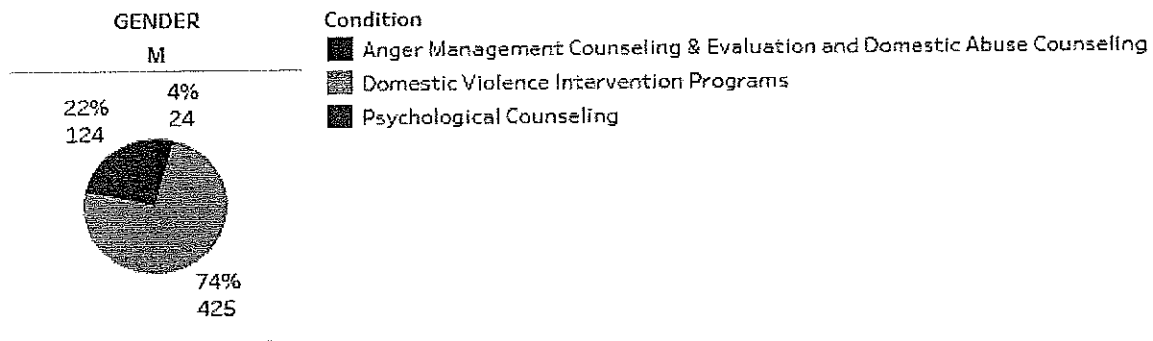 GENDER
M
4%
24
22%
124
74%
425
Condition
Anger Management Counseling & Evaluation and Domestic Abuse Counseling
Domestic Violence Intervention Programs
Psychological Counseling